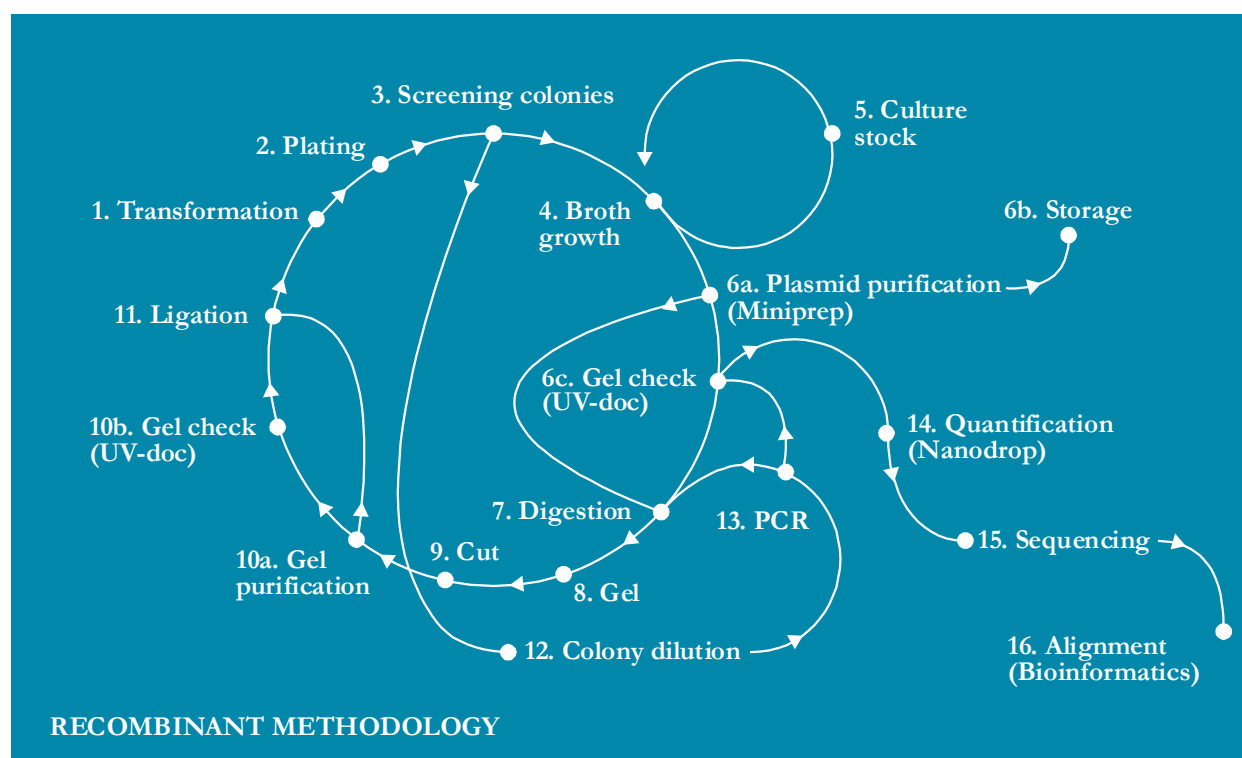 3. Screening colonies
2. Plating
1. Transformation
5. Culture
stock
4. Broth
growth
6b. Storage
6a. Plasmid purification
(Miniprep)
11. Ligation
6c. Gel check
(UV-doc)
10b. Gel check
(UV-doc)
14. Quantification
(Nanodrop)
7. Digestion
13. PCR
15. Sequencing
9. Cut
10a. Gel
purification
8. Gel
12. Colony dilution
16. Alignment
(Bioinformatics)
RECOMBINANT METHODOLOGY